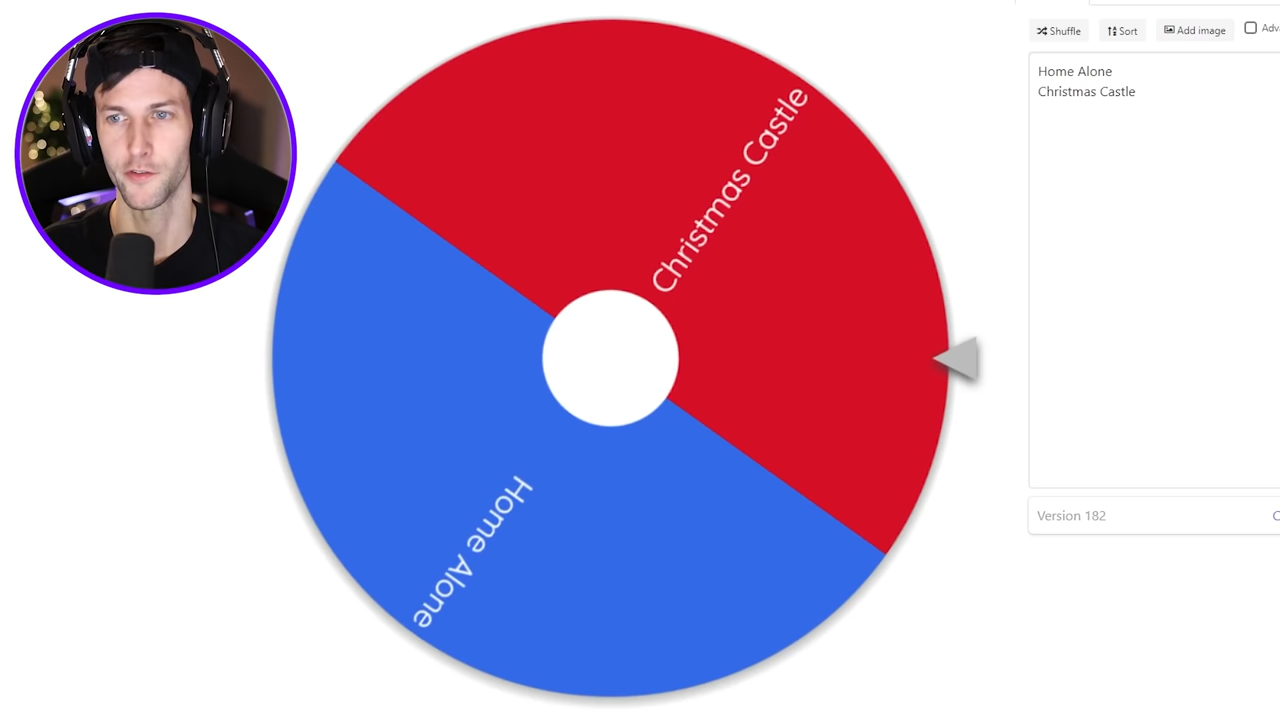 Shuffle
Sort
Add image
Home Alone
Christmas Castle
Christmas Castle
Home Alone
Version 182